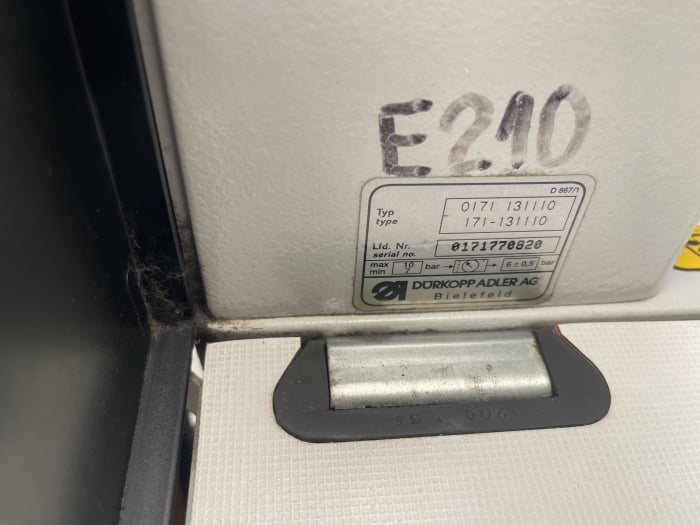 E210
D 867/1
Typ
type
0171 131110
171-131110
Lfd. Nr.
serial no.
0171770820
max
min
10
7
bar
6 ± 0,5
bar
DÜRKOPP ADLER AG
Bielefeld